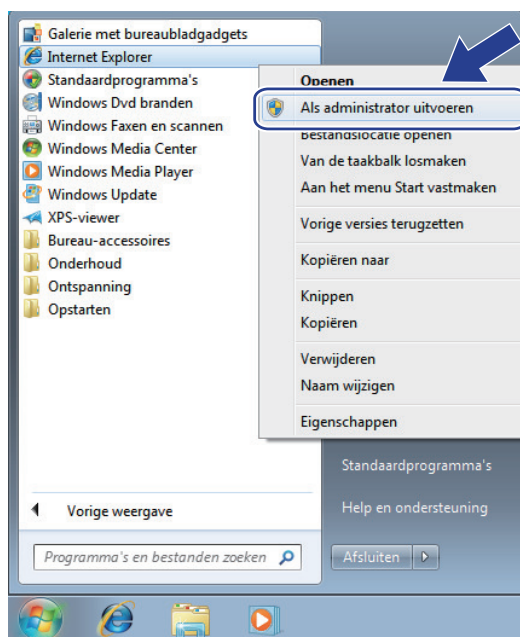 Galerie met bureaubladgadgets
Internet Explorer
Standaardprogramma's
Windows Dvd branden
Windows Faxen en scannen
Windows Media Center
Windows Media Player
Windows Update
XPS-viewer
Bureau-accessoires
Onderhoud
Ontspanning
Opstarten
Openen
Als administrator uitvoeren
Bestandslocatie openen
Van de taakbalk losmaken
Aan het menu Start vastmaken
Vorige versies terugzetten
Kopiëren naar
Knippen
Kopiëren
Verwijderen
Naam wijzigen
Eigenschappen
Standaardprogramma's
Help en ondersteuning
Vorige weergave
Programma's en bestanden zoeken
Afsluiten